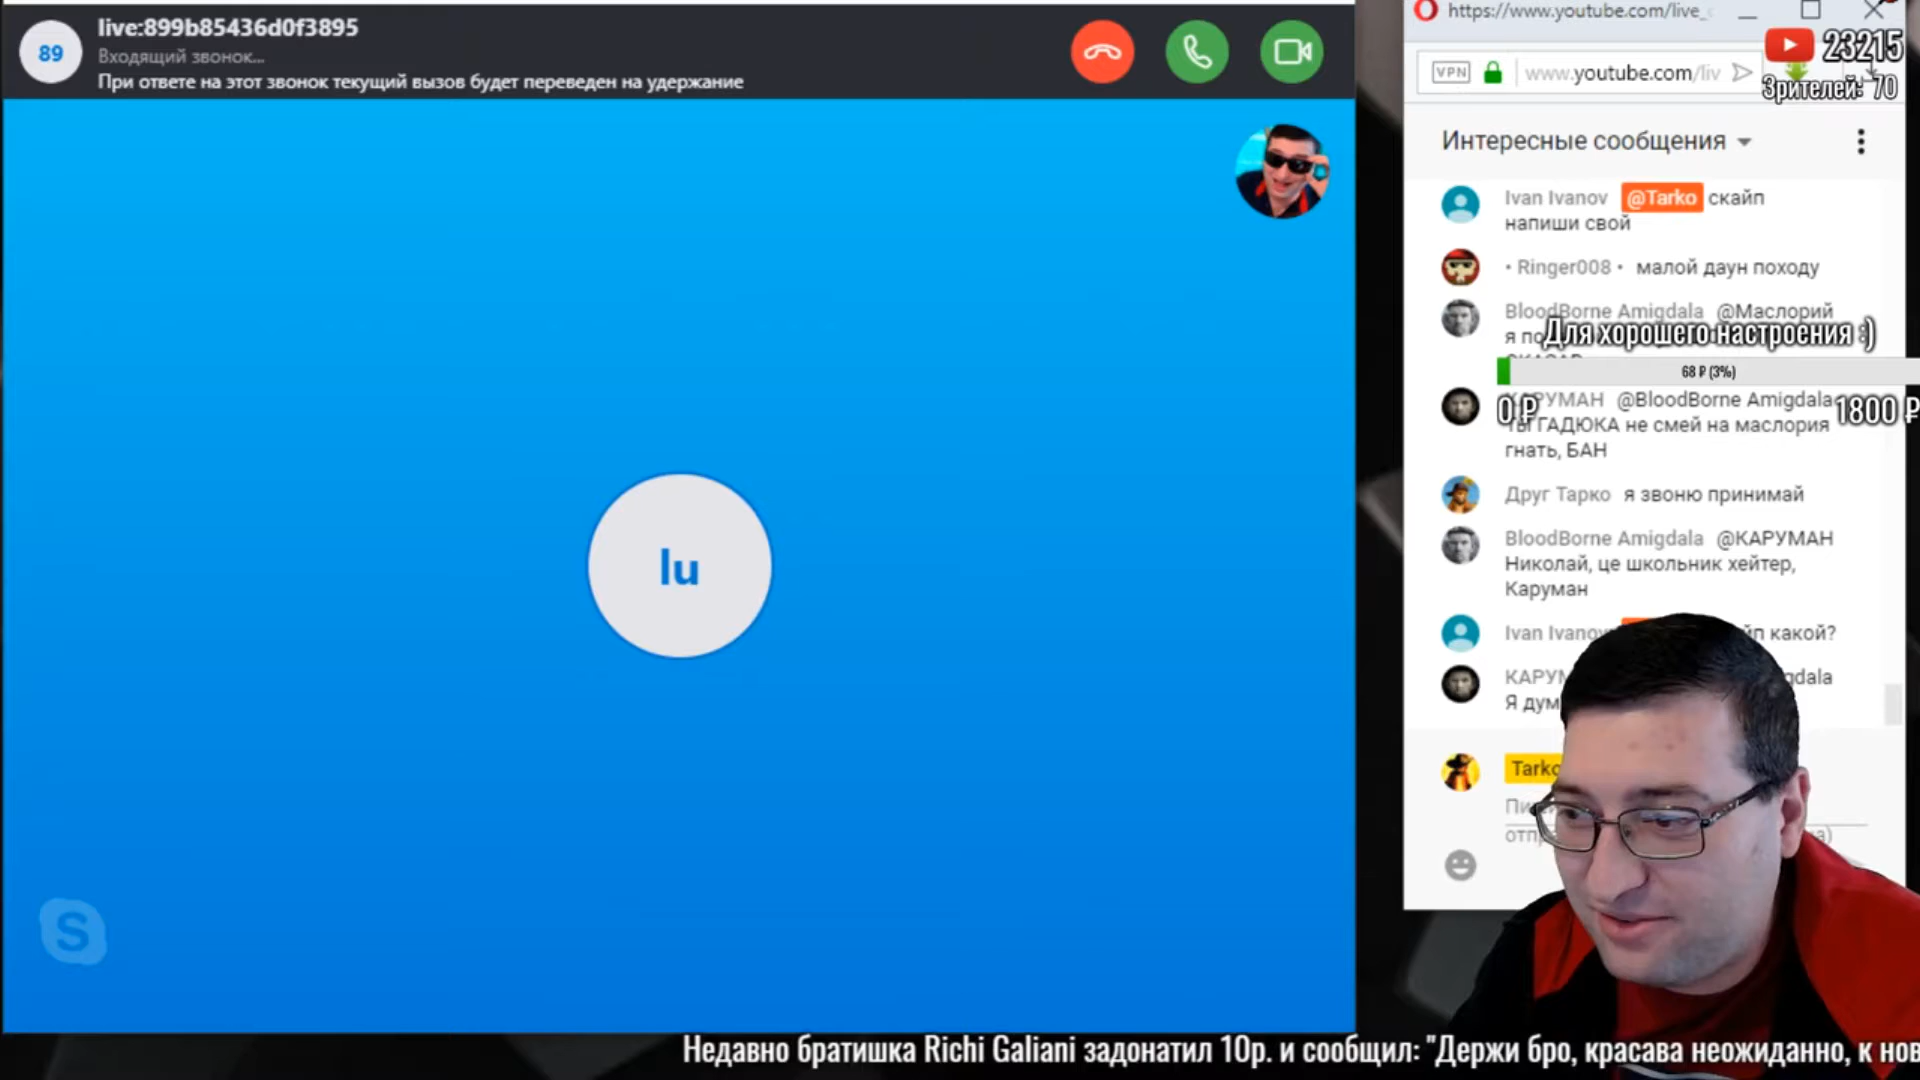 live:899b85436d0f3895
89
Входящий звонок...
При ответе на этот звонок текущий вызов будет переведен на удержание
lu
https://www.youtube.com/live_
VPN
www.youtube.com/liv
23215
Зрителей: 70
Интересные сообщения
Ivan Ivanov @Tarko скайп
напиши свой
• Ringer008 • малой даун походу
BloodBorne Amigdala @Маслорий
Для хорошего настроения :)
68 ₽ (3%)
0 ₽
1800 ₽
КАРУМАН @BloodBorne Amigdala
ТЫ ГАДЮКА не смей на маслория
гнать, БАН
Друг Тарко я звоню принимай
BloodBorne Amigdala @КАРУМАН
Николай, це школьник хейтер,
Каруман
Ivan Ivanov какой?
Я
Tarko
Недавно братишка Richi Galiani задонатил 10р. и сообщил: "Держи бро, красава неожиданно, к нов